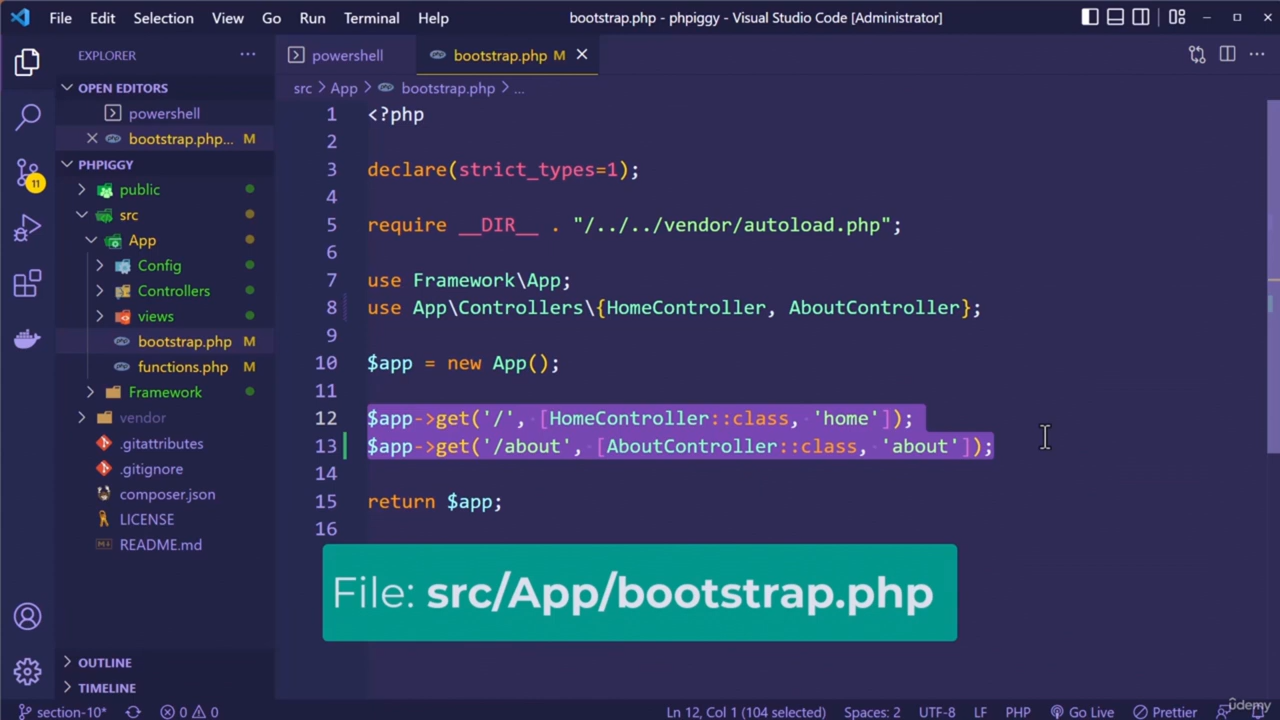 File Edit Selection View Go Run Terminal Help
bootstrap.php - phpiggy - Visual Studio Code [Administrator]
EXPLORER
powershell
bootstrap.php M
OPEN EDITORS
powershell
bootstrap.php... M
PHPIGGY
public
src
App
Config
Controllers
views
bootstrap.php M
functions.php M
Framework
vendor
.gitattributes
.gitignore
composer.json
LICENSE
README.md
OUTLINE
TIMELINE
11
src > App > bootstrap.php > ...
1 <?php
2
3 declare(strict_types=1);
4
5 require __DIR__ . "/../../vendor/autoload.php";
6
7 use Framework\App;
8 use App\Controllers\{HomeController, AboutController};
9
10 $app = new App();
11
12 $app->get('/', [HomeController::class, 'home']);
13 $app->get('/about', [AboutController::class, 'about']);
14
15 return $app;
16
File: src/App/bootstrap.php
section-10* 0 0 Ln 12, Col 1 (104 selected) Spaces: 2 UTF-8 LF PHP Go Live Prettier
udemy